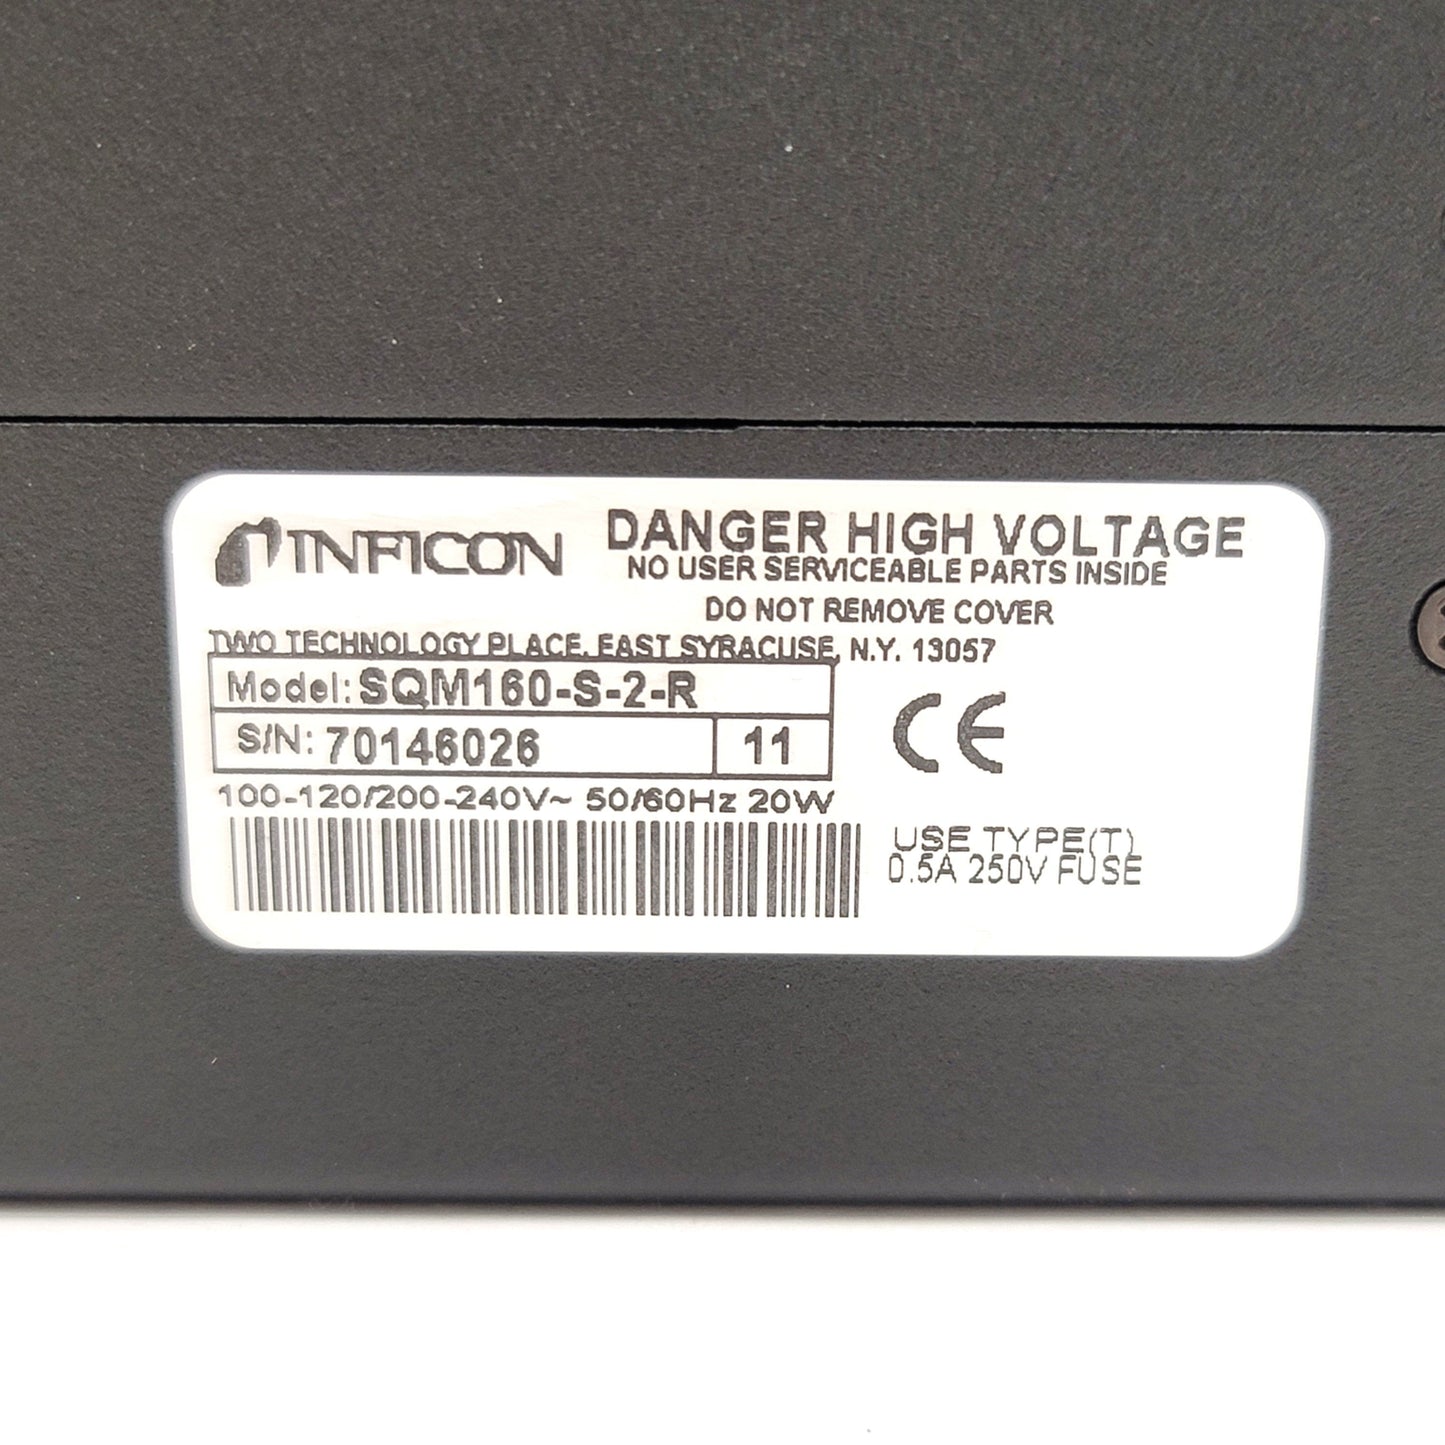 INFICON
DANGER HIGH VOLTAGE
NO USER SERVICEABLE PARTS INSIDE
DO NOT REMOVE COVER
TWO TECHNOLOGY PLACE, EAST SYRACUSE, N.Y. 13057
Model: SQM160-S-2-R
S/N: 70146026 11
CE
100-120/200-240V~ 50/60Hz 20W
USE TYPE(T)
0.5A 250V FUSE